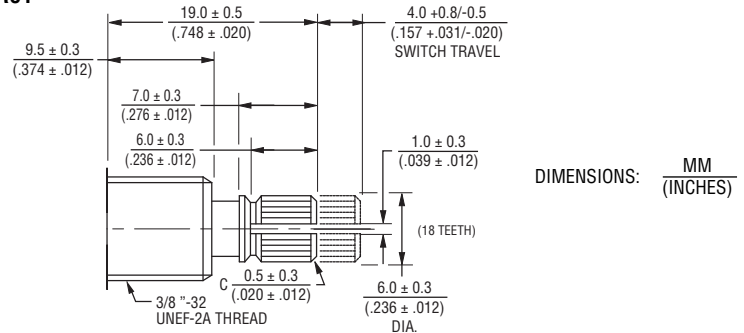 19.0 ± 0.5
(.748 ± .020)
4.0 +0.8/-0.5
(.157 +.031/-.020)
SWITCH TRAVEL
9.5 ± 0.3
(.374 ± .012)
7.0 ± 0.3
(.276 ± .012)
6.0 ± 0.3
(.236 ± .012)
1.0 ± 0.3
(.039 ± .012)
DIMENSIONS:
MM
(INCHES)
(18 TEETH)
C
0.5 ± 0.3
(.020 ± .012)
6.0 ± 0.3
(.236 ± .012)
DIA.
3/8 "-32
UNEF-2A THREAD